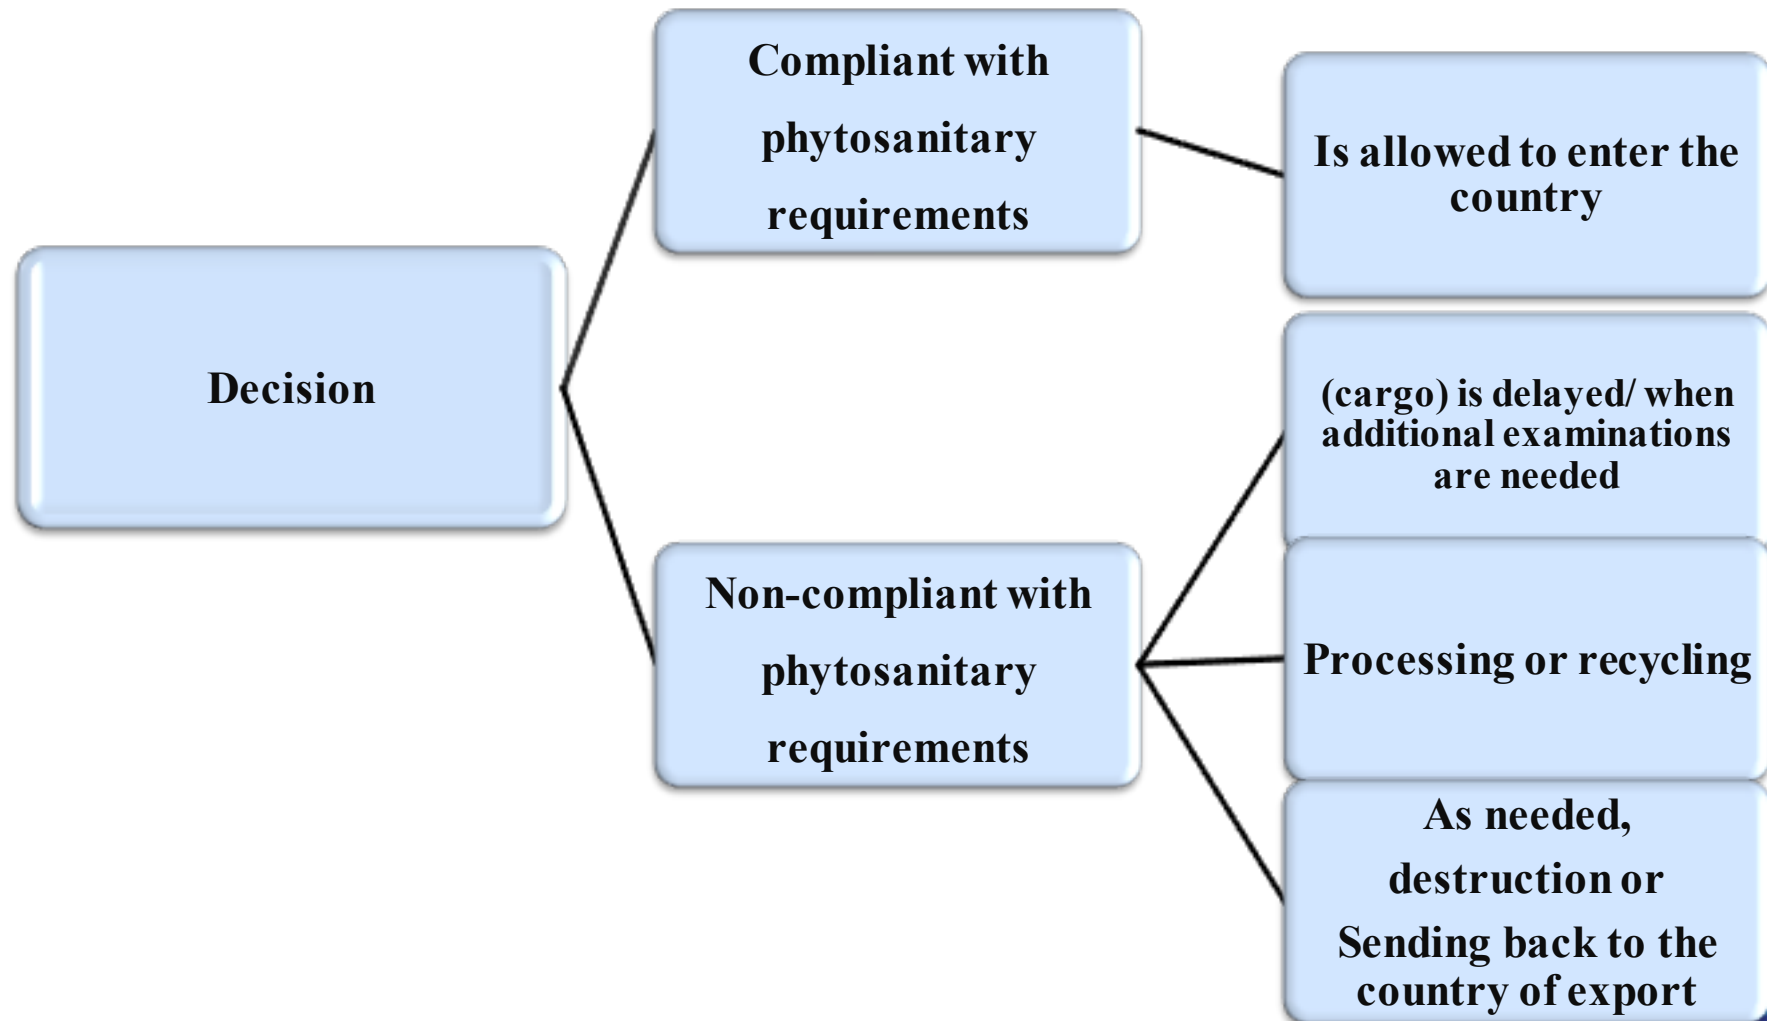 Compliant with
phytosanitary
requirements
Is allowed to enter the
country
Decision
(cargo) is delayed/ when
additional examinations
are needed
Non-compliant with
phytosanitary
requirements
Processing or recycling
As needed,
destruction or
Sending back to the
country of export